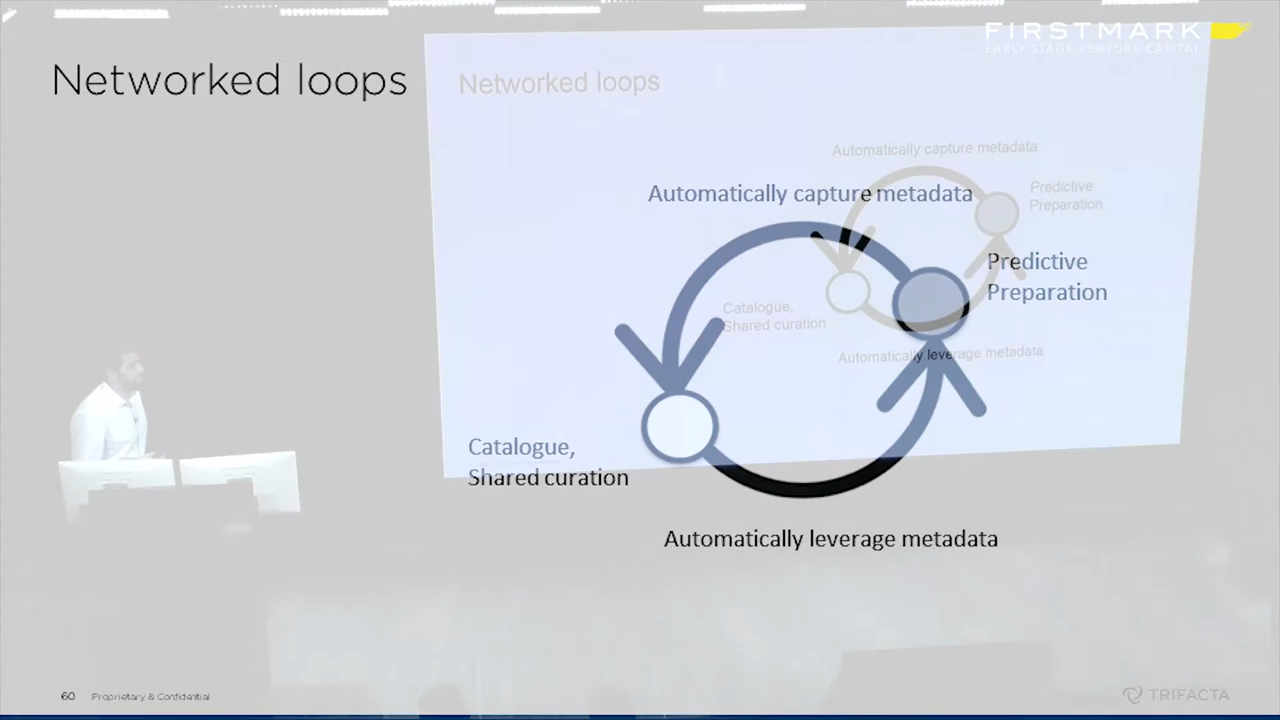 FIRSTMARK
EARLY STAGE VENTURE CAPITAL
Networked loops
Networked loops
Automatically capture metadata
Predictive
Preparation
Automatically capture metadata
Predictive
Preparation
Catalogue,
Shared curation
Automatically leverage metadata
Catalogue,
Shared curation
Automatically leverage metadata
60 Proprietary & Confidential
TRIFACTA